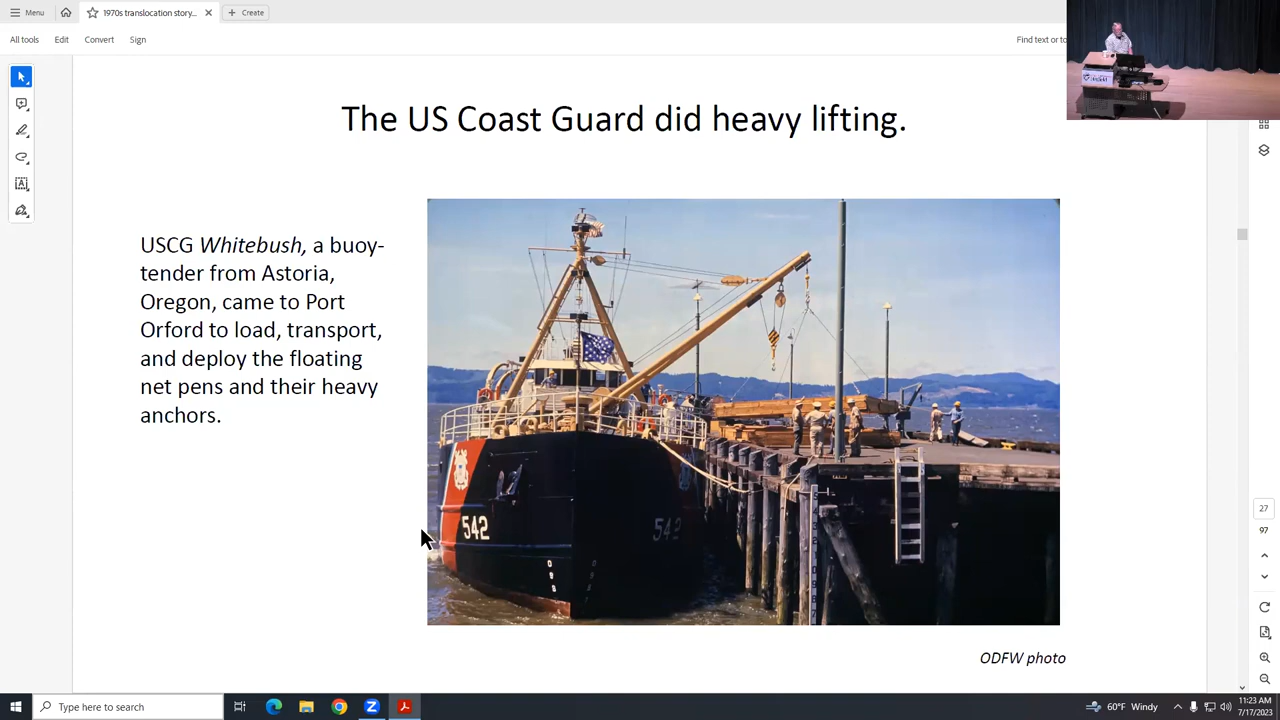 Menu
1970s translocation story...
Create
All tools
Edit
Convert
Sign
Find text or to
The US Coast Guard did heavy lifting.
USCG Whitebush, a buoy-
tender from Astoria,
Oregon, came to Port
Orford to load, transport,
and deploy the floating
net pens and their heavy
anchors.
542
542
ODFW photo
27
97
Type here to search
60°F Windy
11:23 AM
7/17/2023